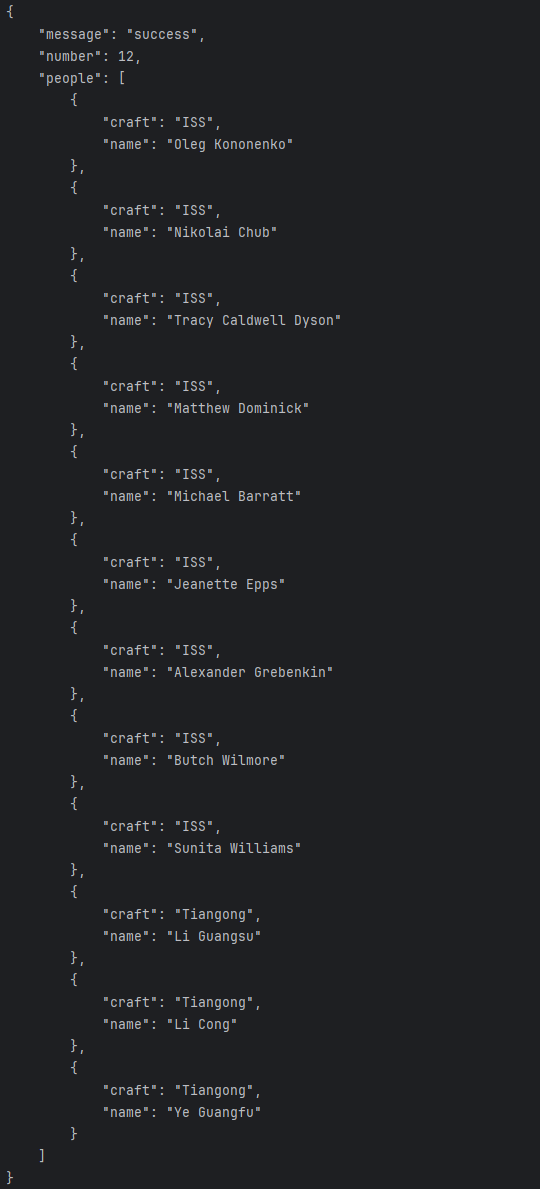 {
    "message": "success",
    "number": 12,
    "people": [
        {
            "craft": "ISS",
            "name": "Oleg Kononenko"
        },
        {
            "craft": "ISS",
            "name": "Nikolai Chub"
        },
        {
            "craft": "ISS",
            "name": "Tracy Caldwell Dyson"
        },
        {
            "craft": "ISS",
            "name": "Matthew Dominick"
        },
        {
            "craft": "ISS",
            "name": "Michael Barratt"
        },
        {
            "craft": "ISS",
            "name": "Jeanette Epps"
        },
        {
            "craft": "ISS",
            "name": "Alexander Grebenkin"
        },
        {
            "craft": "ISS",
            "name": "Butch Wilmore"
        },
        {
            "craft": "ISS",
            "name": "Sunita Williams"
        },
        {
            "craft": "Tiangong",
            "name": "Li Guangsu"
        },
        {
            "craft": "Tiangong",
            "name": "Li Cong"
        },
        {
            "craft": "Tiangong",
            "name": "Ye Guangfu"
        }
    ]
}